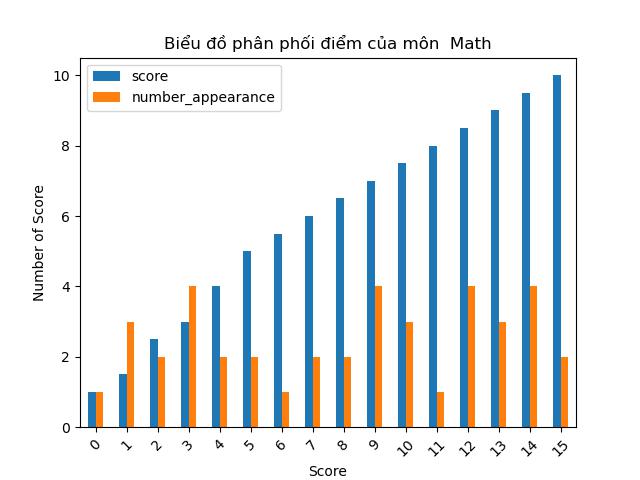 Biểu đồ phân phối điểm của môn  Math
score
number_appearance
Number of Score
10
8
6
4
2
0
0 1 2 3 4 5 6 7 8 9 10 11 12 13 14 15
Score